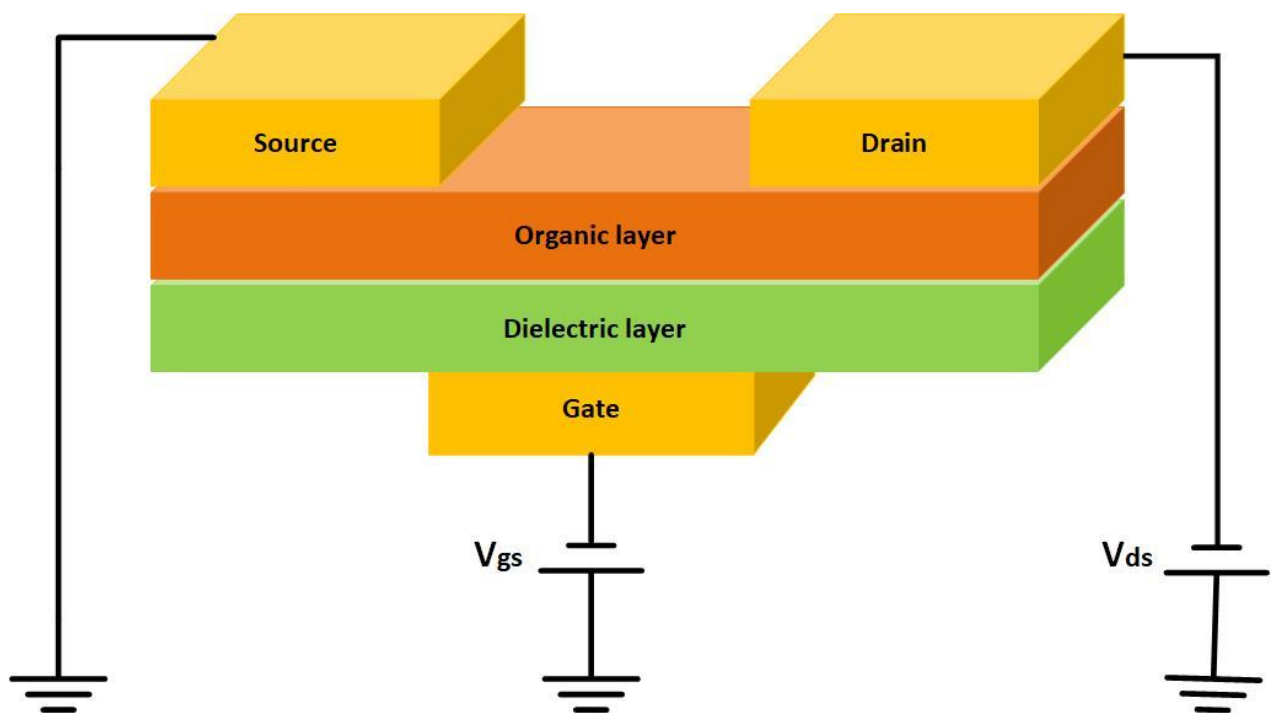 Source
Drain
Organic layer
Dielectric layer
Gate
Vgs
Vds